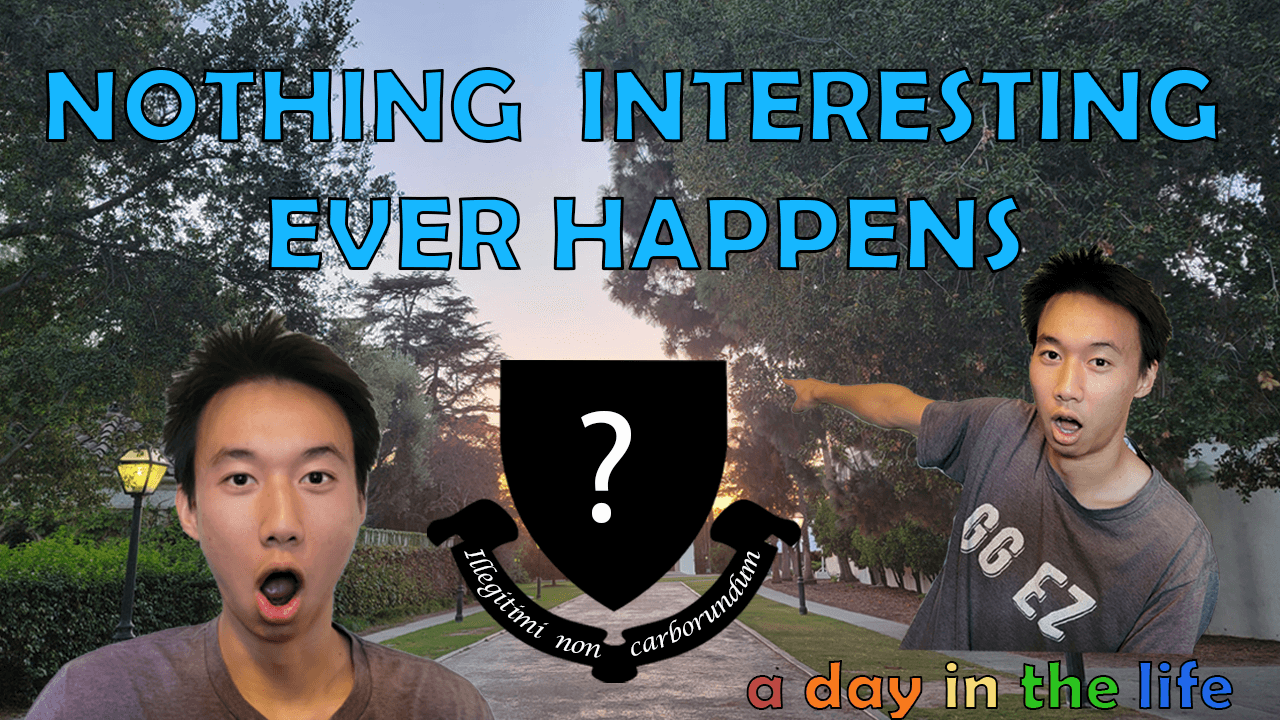 NOTHING INTERESTING
EVER HAPPENS
?
Illegitimi non carborundum
GG EZ
a day in the life